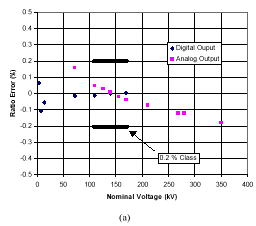 0.5
0.4
0.3
0.2
0.1
0
-0.1
-0.2
-0.3
-0.4
-0.5
Ratio Error (%)
Digital Ouput
Analog Output
0.2 % Class
0 50 100 150 200 250 300 350 400
Nominal Voltage (kV)
(a)